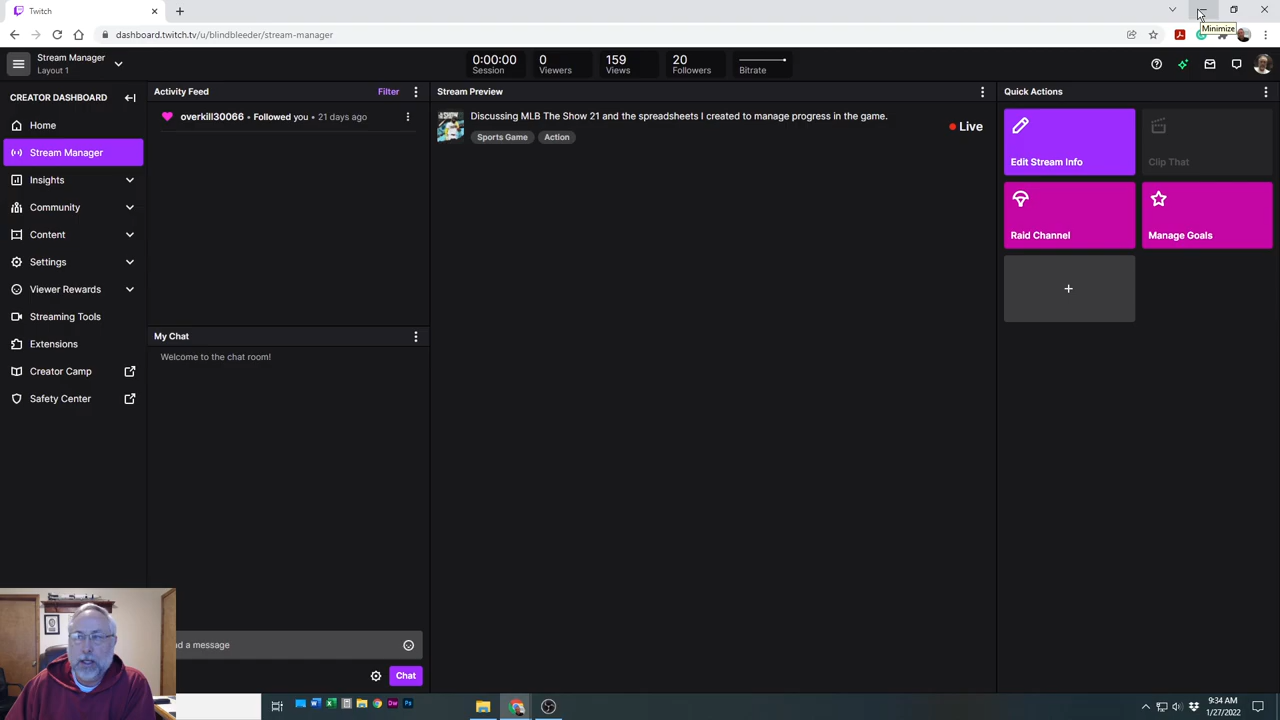 Twitch
Minimize
dashboard.twitch.tv/u/blindbleeder/stream-manager
Stream Manager
Layout 1
0:00:00
Session
0
Viewers
159
Views
20
Followers
Bitrate
CREATOR DASHBOARD
Home
Stream Manager
Insights
Community
Content
Settings
Viewer Rewards
Streaming Tools
Extensions
Creator Camp
Safety Center
Activity Feed
Filter
overkill30066 • Followed you • 21 days ago
My Chat
Welcome to the chat room!
d a message
Chat
Stream Preview
Discussing MLB The Show 21 and the spreadsheets I created to manage progress in the game.
Sports Game
Action
Live
Quick Actions
Edit Stream Info
Clip That
Raid Channel
Manage Goals
+
9:34 AM
1/27/2022